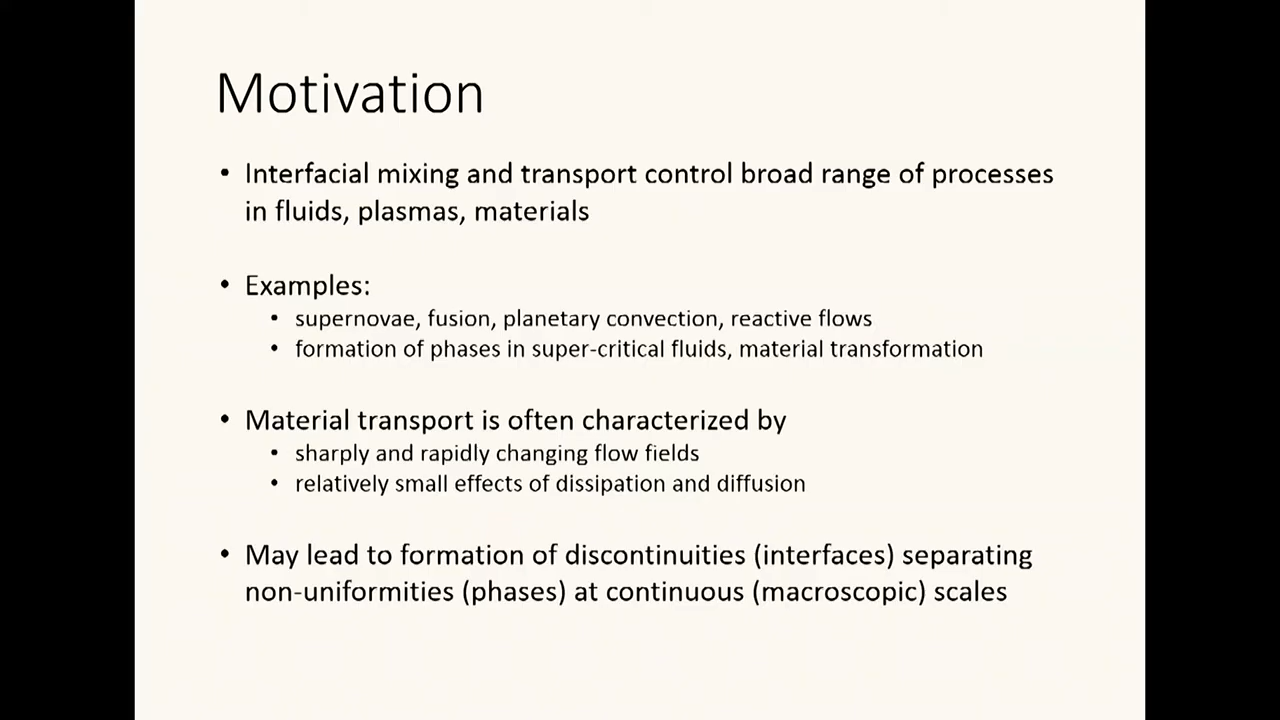 Motivation
• Interfacial mixing and transport control broad range of processes
in fluids, plasmas, materials
• Examples:
• supernovae, fusion, planetary convection, reactive flows
• formation of phases in super-critical fluids, material transformation
• Material transport is often characterized by
• sharply and rapidly changing flow fields
• relatively small effects of dissipation and diffusion
• May lead to formation of discontinuities (interfaces) separating
non-uniformities (phases) at continuous (macroscopic) scales